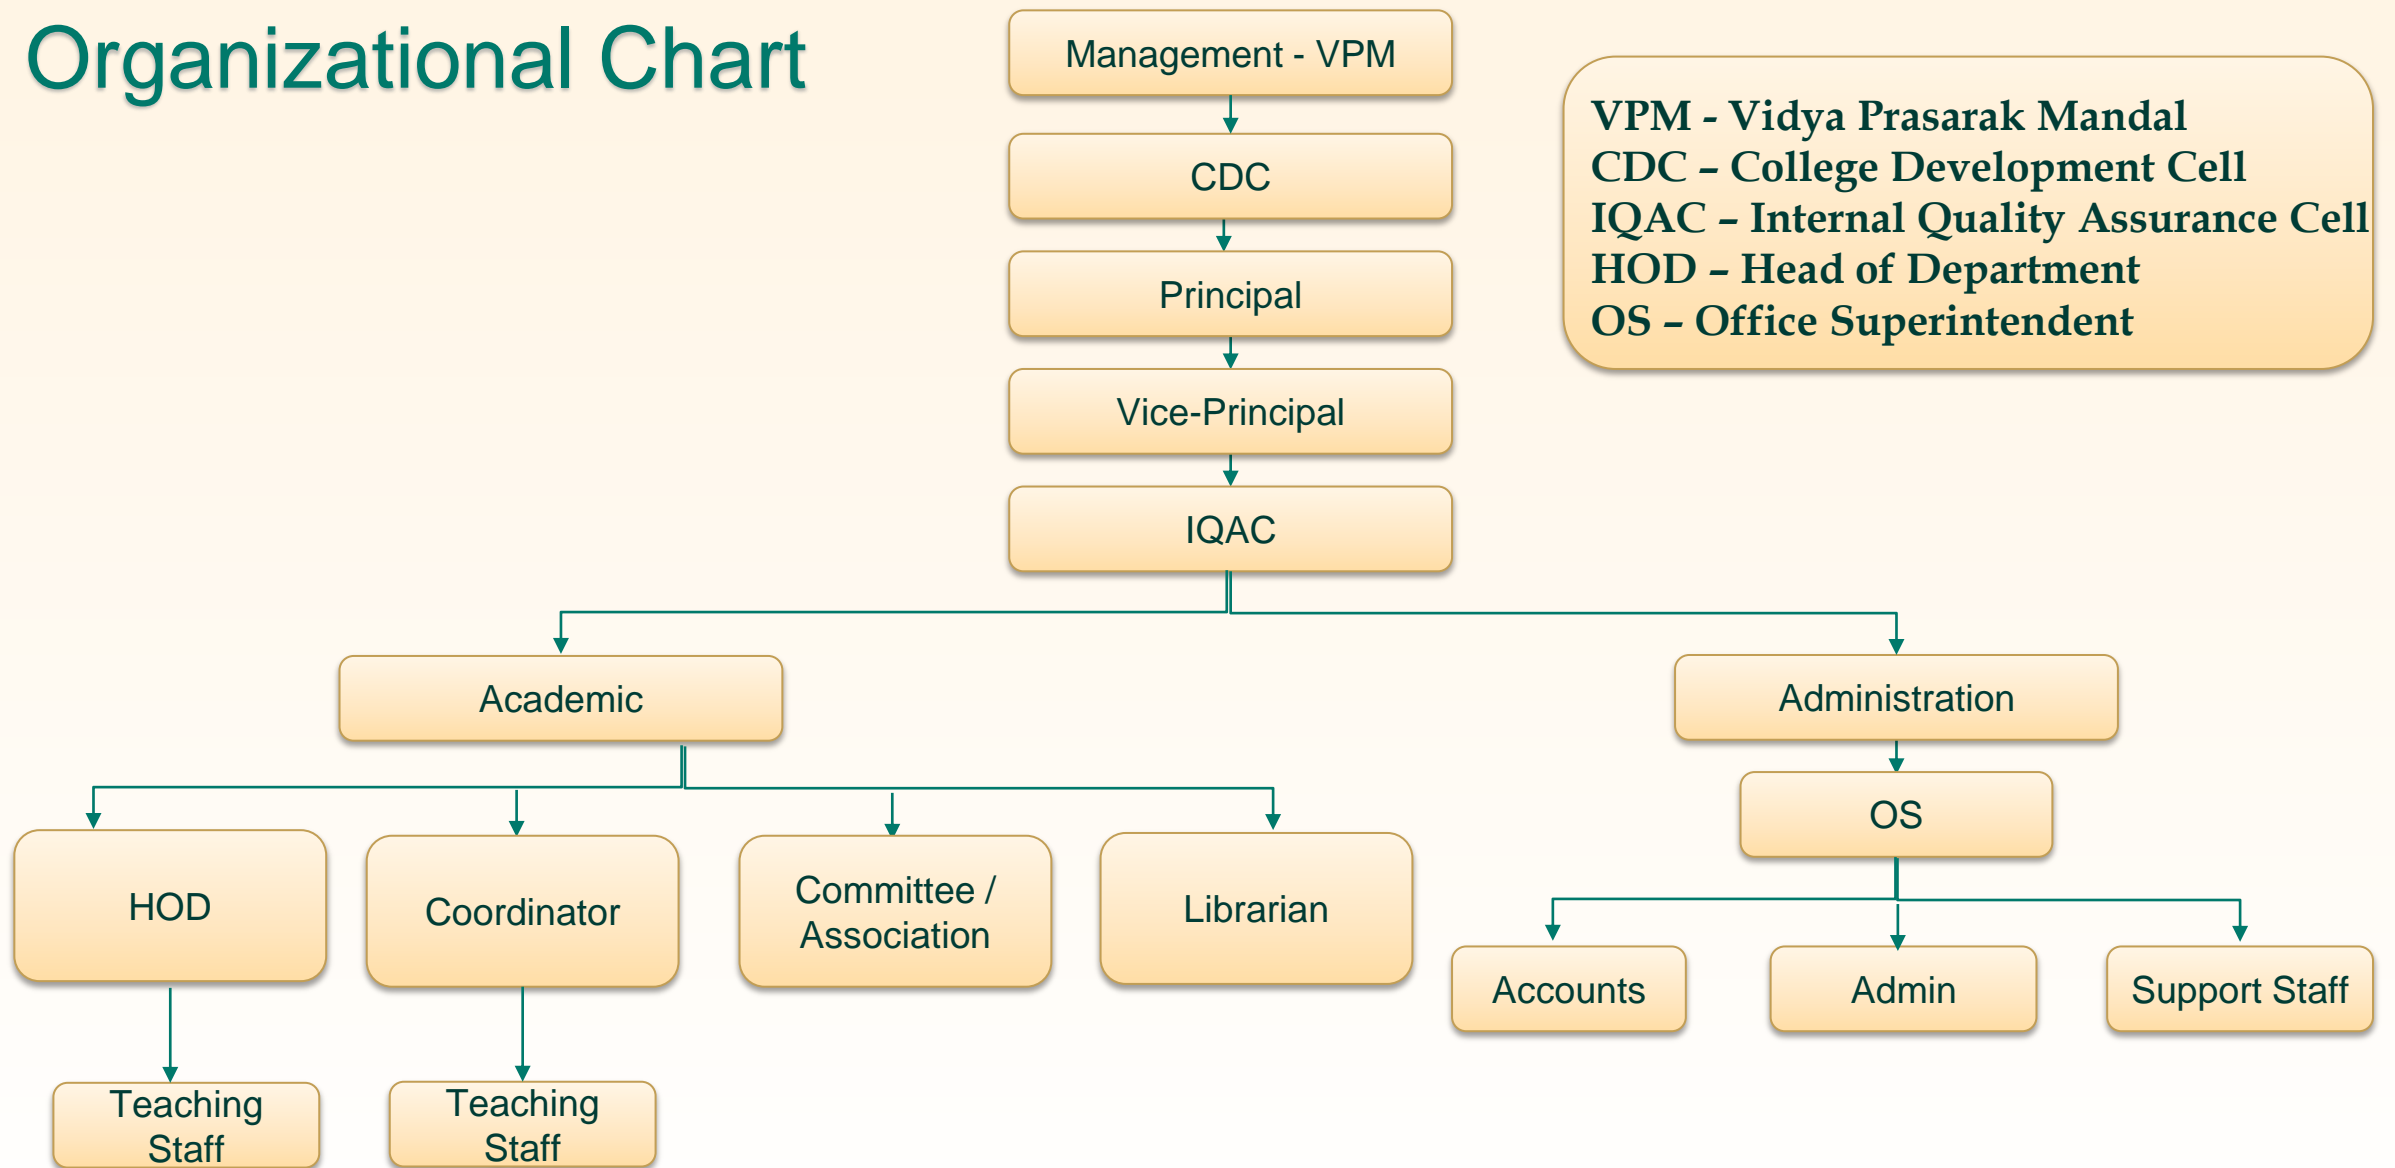 Organizational Chart
Management - VPM
VPM - Vidya Prasarak Mandal
CDC – College Development Cell
IQAC – Internal Quality Assurance Cell
HOD – Head of Department
OS – Office Superintendent
CDC
Principal
Vice-Principal
IQAC
Academic
Administration
OS
HOD
Coordinator
Committee /
Association
Librarian
Accounts
Admin
Support Staff
Teaching
Staff
Teaching
Staff